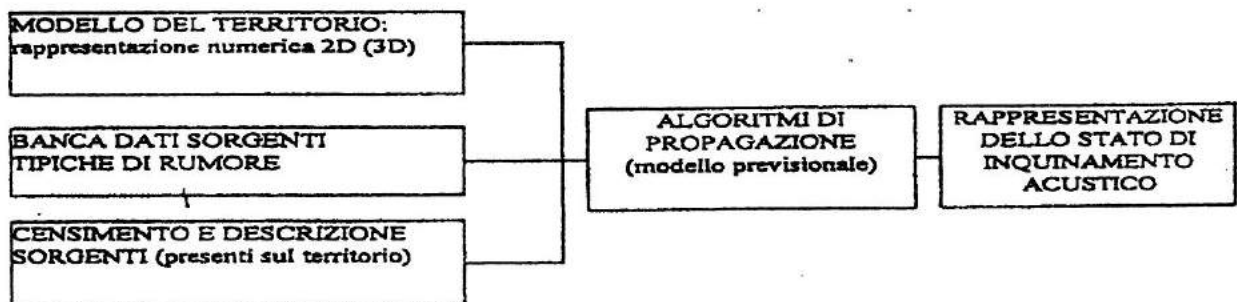 MODELLO DEL TERRITORIO:
rappresentazione numerica 2D (3D)
BANCA DATI SORGENTI
TIPICHE DI RUMORE
CENSIMENTO E DESCRIZIONE
SORGENTI (presenti sul territorio)
ALGORITMI DI
PROPAGAZIONE
(modello previsionale)
RAPPRESENTAZIONE
DELLO STATO DI
INQUINAMENTO
ACUSTICO